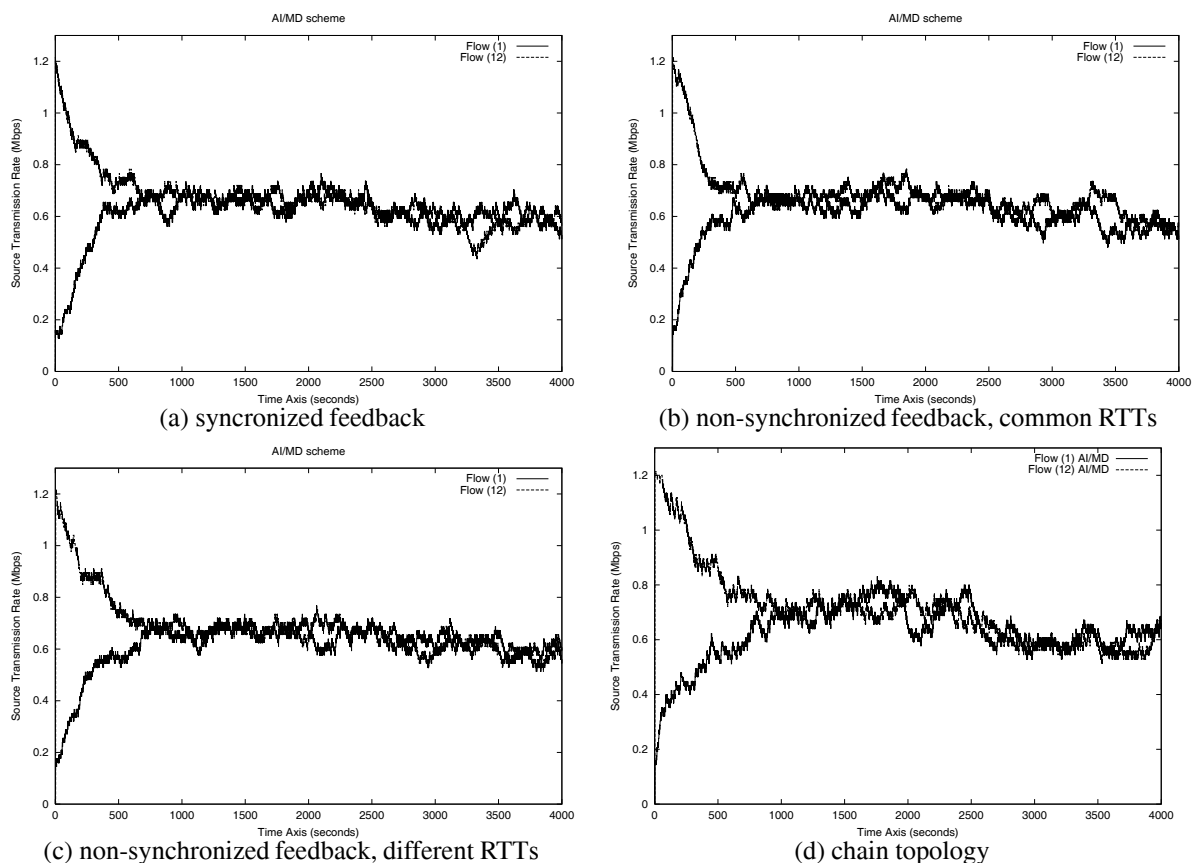 AI/MD scheme
Flow (1)
Flow (12)
Source Transmission Rate (Mbps)
1.2
1
0.8
0.6
0.4
0.2
0
0 500 1000 1500 2000 2500 3000 3500 4000
Time Axis (seconds)
(a) syncronized feedback
AI/MD scheme
Flow (1)
Flow (12)
Source Transmission Rate (Mbps)
1.2
1
0.8
0.6
0.4
0.2
0
0 500 1000 1500 2000 2500 3000 3500 4000
Time Axis (seconds)
(b) non-synchronized feedback, common RTTs
AI/MD scheme
Flow (1)
Flow (12)
Source Transmission Rate (Mbps)
1.2
1
0.8
0.6
0.4
0.2
0
0 500 1000 1500 2000 2500 3000 3500 4000
Time Axis (seconds)
(c) non-synchronized feedback, different RTTs
Flow (1) AI/MD
Flow (12) AI/MD
Source Transmission Rate (Mbps)
1.2
1
0.8
0.6
0.4
0.2
0
0 500 1000 1500 2000 2500 3000 3500 4000
Time Axis (seconds)
(d) chain topology